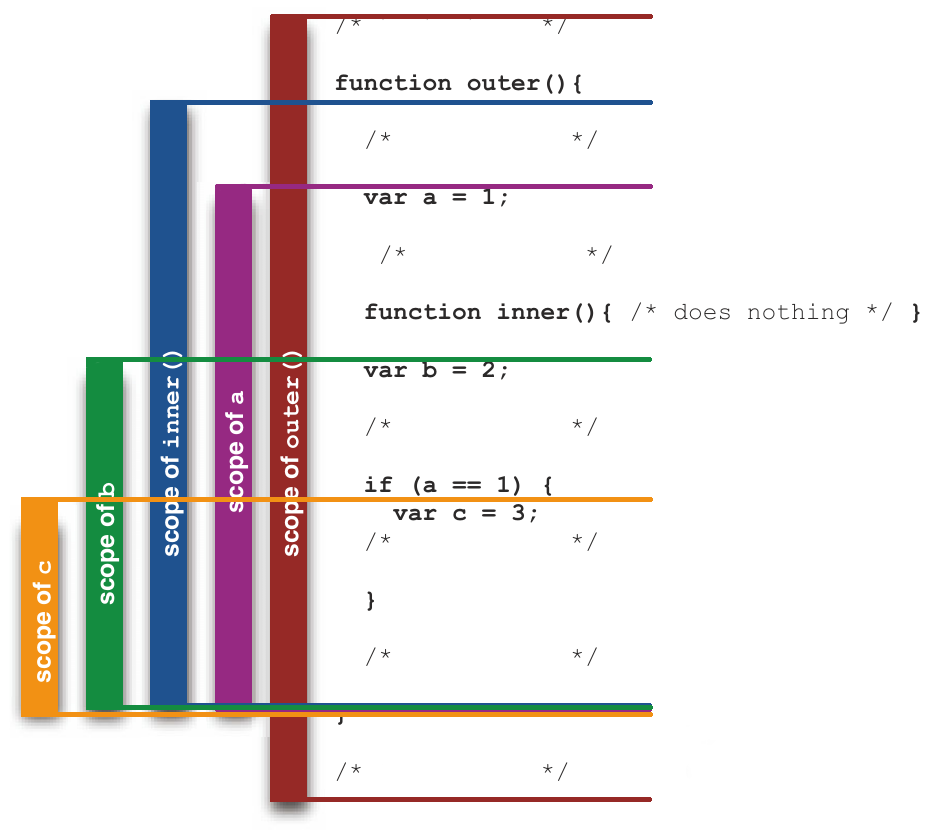 /* */
function outer(){
/* */
var a = 1;
/* */
function inner(){ /* does nothing */ }
var b = 2;
/* */
if (a == 1) {
var c = 3;
/* */
}
/* */
}
/* */
scope of c
scope of b
scope of inner()
scope of a
scope of outer()